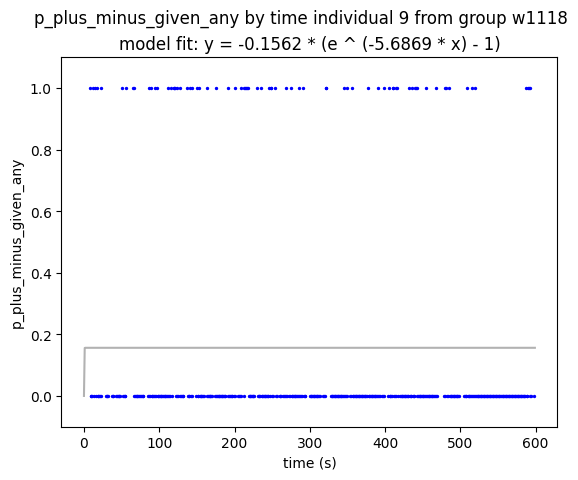 p_plus_minus_given_any by time individual 9 from group w1118
model fit: y = -0.1562 * (e ^ (-5.6869 * x) - 1)
1.0
0.8
0.6
0.4
0.2
0.0
p_plus_minus_given_any
0 100 200 300 400 500 600
time (s)